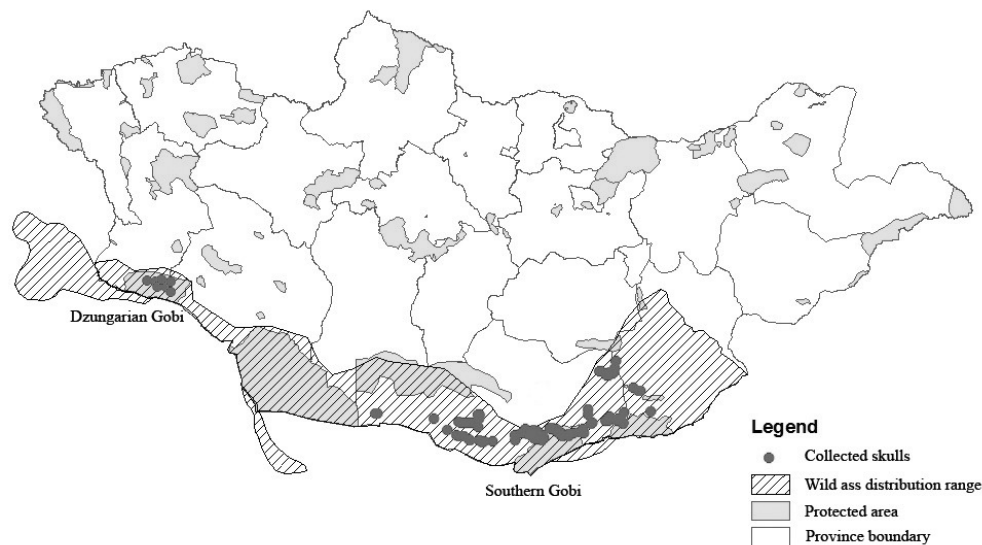 Dzungarian Gobi
Southern Gobi
Legend
Collected skulls
Wild ass distribution range
Protected area
Province boundary